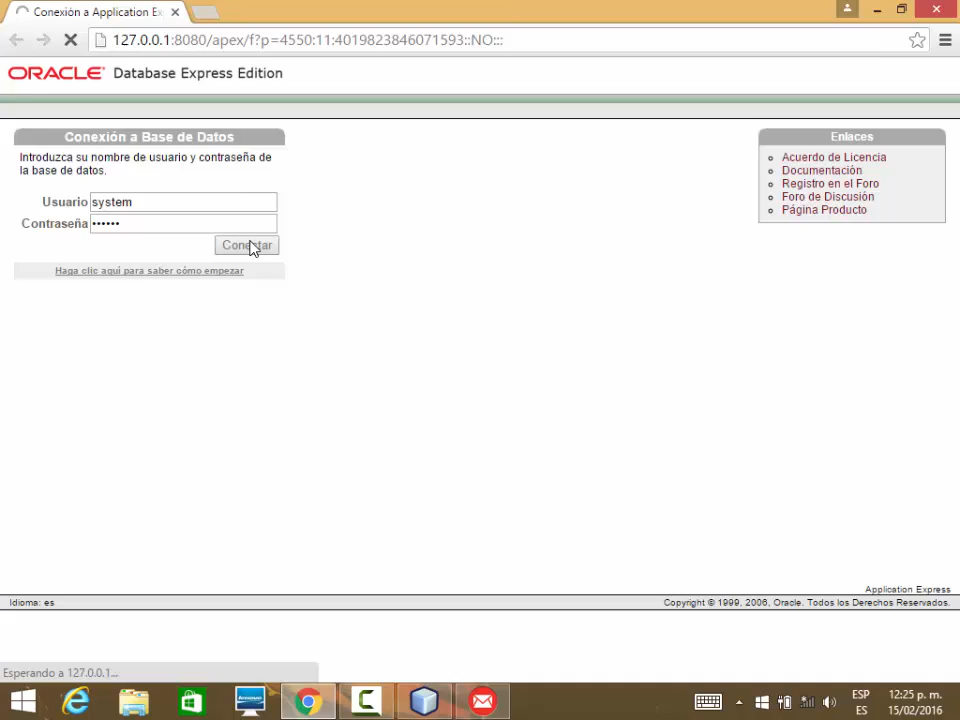 Conexión a Application Ex
127.0.0.1:8080/apex/f?p=4550:11:4019823846071593::NO:::
ORACLE Database Express Edition
Conexión a Base de Datos
Introduzca su nombre de usuario y contraseña de
la base de datos.
Usuario system
Contraseña ••••••
Conectar
Haga clic aquí para saber cómo empezar
Enlaces
Acuerdo de Licencia
Documentación
Registro en el Foro
Foro de Discusión
Página Producto
Application Express
Idioma: es
Copyright © 1999, 2006, Oracle. Todos los Derechos Reservados.
Esperando a 127.0.0.1...
ESP
ES
12:25 p. m.
15/02/2016